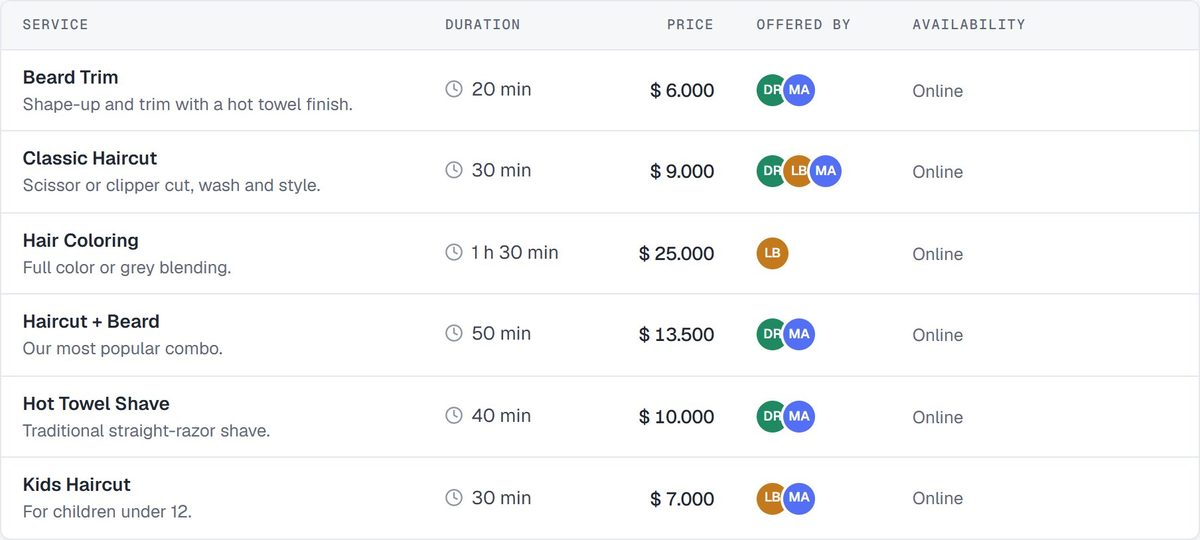 SERVICE DURATION PRICE OFFERED BY AVAILABILITY
Beard Trim
Shape-up and trim with a hot towel finish.
20 min $ 6.000 DR MA Online
Classic Haircut
Scissor or clipper cut, wash and style.
30 min $ 9.000 DR LB MA Online
Hair Coloring
Full color or grey blending.
1 h 30 min $ 25.000 LB Online
Haircut + Beard
Our most popular combo.
50 min $ 13.500 DR MA Online
Hot Towel Shave
Traditional straight-razor shave.
40 min $ 10.000 DR MA Online
Kids Haircut
For children under 12.
30 min $ 7.000 LB MA Online